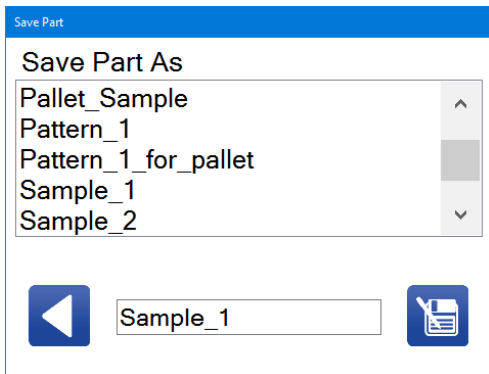 Save Part
Save Part As
Pallet_Sample
Pattern_1
Pattern_1_for_pallet
Sample_1
Sample_2
Sample_1